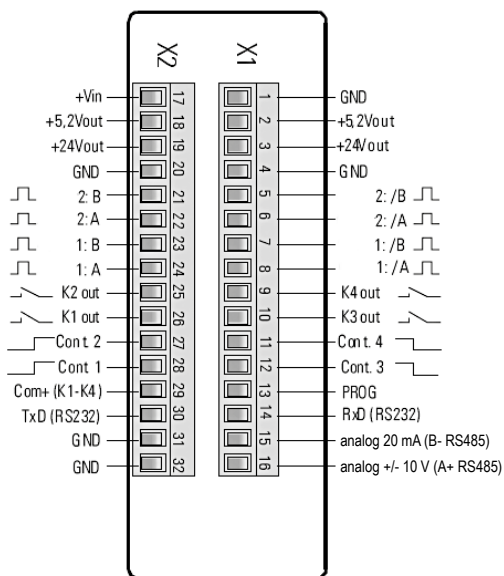 X2 X1
+Vin 17 1 GND
+5,2Vout 18 2 +5,2Vout
+24Vout 19 3 +24Vout
GND 20 4 GND
2: B 21 5 2: /B
2: A 22 6 2: /A
1: B 23 7 1: /B
1: A 24 8 1: /A
K2 out 25 9 K4 out
K1 out 26 10 K3 out
Cont. 2 27 11 Cont. 4
Cont. 1 28 12 Cont. 3
Com+ (K1-K4) 29 13 PROG
TxD (RS232) 30 14 RxD (RS232)
GND 31 15 analog 20 mA (B- RS485)
GND 32 16 analog +/- 10 V (A+ RS485)